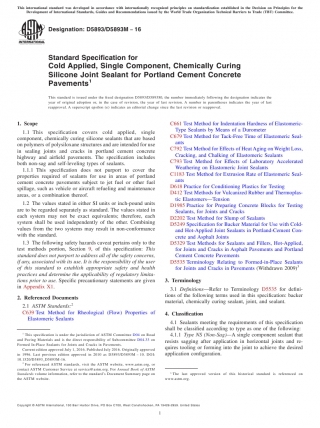 This international standard was developed in accordance with internationally recognized principles on standardization established in the Decision on Principles for the
Development of International Standards, Guides and Recommendations issued by the World Trade Organization Technical Barriers to Trade (TBT) Committee.
Designation: D5893/D5893M − 16
Standard Specification for
Cold Applied, Single Component, Chemically Curing
Silicone Joint Sealant for Portland Cement Concrete
Pavements¹
This standard is issued under the fixed designation D5893/D5893M; the number immediately following the designation indicates the
year of original adoption or, in the case of revision, the year of last revision. A number in parentheses indicates the year of last
reapproval. A superscript epsilon (ε) indicates an editorial change since the last revision or reapproval.
1. Scope
1.1 This specification covers cold applied, single
component, chemically curing silicone sealants that are based
on polymers of polysiloxane structures and are intended for use
in sealing joints and cracks in portland cement concrete
highway and airfield pavements. The specification includes
both non-sag and self-leveling types of sealants.
1.1.1 This specification does not purport to cover the
properties required of sealants for use in areas of portland
cement concrete pavements subject to jet fuel or other fuel
spillage, such as vehicle or aircraft refueling and maintenance
areas, or a combination thereof.
1.2 The values stated in either SI units or inch-pound units
are to be regarded separately as standard. The values stated in
each system may not be exact equivalents; therefore, each
system shall be used independently of the other. Combining
values from the two systems may result in non-conformance
with the standard.
1.3 The following safety hazards caveat pertains only to the
test methods portion, Section 9, of this specification: This
standard does not purport to address all of the safety concerns,
if any, associated with its use. It is the responsibility of the user
of this standard to establish appropriate safety and health
practices and determine the applicability of regulatory limita-
tions prior to use. Specific precautionary statements are given
in Appendix X1.
2. Referenced Documents
2.1 ASTM Standards:²
C639 Test Method for Rheological (Flow) Properties of
Elastomeric Sealants
¹ This specification is under the jurisdiction of ASTM Committee D04 on Road
and Paving Materials and is the direct responsibility of Subcommittee D04.33 on
Formed In-Place Sealants for Joints and Cracks in Pavements.
Current edition approved July 1, 2016. Published July 2016. Originally approved
in 1996. Last previous edition approved in 2010 as D5893/D5893M – 10.
² For referenced ASTM standards, visit the ASTM website, www.astm.org, or
contact ASTM Customer Service at service@astm.org. For Annual Book of ASTM
Standards volume information, refer to the standard's Document Summary page on
the ASTM website.
C661 Test Method for Indentation Hardness of Elastomeric-
Type Sealants by Means of a Durometer
C679 Test Method for Tack-Free Time of Elastomeric Seal-
ants
C792 Test Method for Effects of Heat Aging on Weight Loss,
Cracking, and Chalking of Elastomeric Sealants
C793 Test Method for Effects of Laboratory Accelerated
Weathering on Elastomeric Joint Sealants
C1183 Test Method for Extrusion Rate of Elastomeric Seal-
ants
D618 Practice for Conditioning Plastics for Testing
D412 Test Methods for Vulcanized Rubber and Thermoplas-
tic Elastomers—Tension
D1985 Practice for Preparing Concrete Blocks for Testing
Sealants, for Joints and Cracks
D2202 Test Method for Slump of Sealants
D5249 Specification for Backer Material for Use with Cold-
and Hot-Applied Joint Sealants in Portland-Cement Con-
crete and Asphalt Joints
D5329 Test Methods for Sealants and Fillers, Hot-Applied,
for Joints and Cracks in Asphalt Pavements and Portland
Cement Concrete Pavements
D5535 Terminology Relating to Formed-in-Place Sealants
for Joints and Cracks in Pavements (Withdrawn 2009)³
3. Terminology
3.1 Definitions—Refer to Terminology D5535 for defini-
tions of the following terms used in this specification: backer
material, chemically curing sealant, joint, and sealant.
4. Classification
4.1 Sealants meeting the requirements of this specification
shall be classified according to type as one of the following:
4.1.1 Type NS (Non-Sag)—A single component sealant that
resists sagging after application in horizontal joints and re-
quires tooling or forming into the joint to achieve the desired
application configuration.
³ The last approved version of this historical standard is referenced on
www.astm.org.
Copyright © ASTM International, 100 Barr Harbor Drive, PO Box C700, West Conshohocken, PA 19428-2959. United States
1